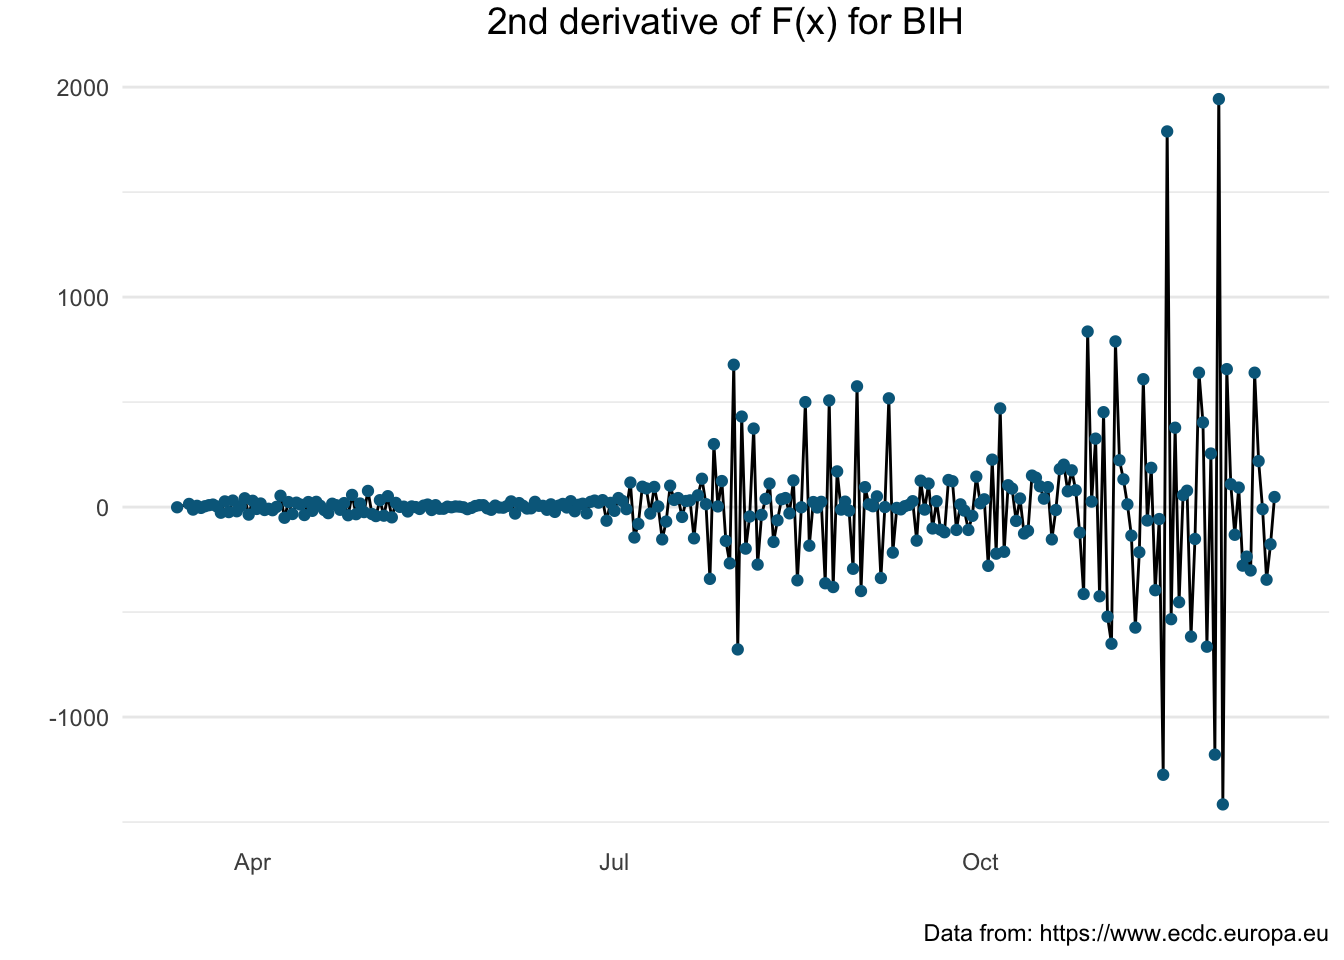 2nd derivative of F(x) for BIH
2000
1000
0
-1000
Apr Jul Oct
Data from: https://www.ecdc.europa.eu